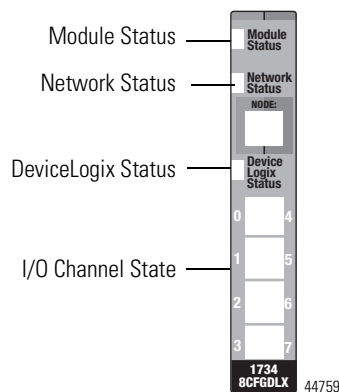 Module Status
Network Status
DeviceLogix Status
I/O Channel State
Module
Status
Network
Status
NODE:
Device
Logix
Status
0 4
1 5
2 6
3 7
1734
8CFGDLX
44759